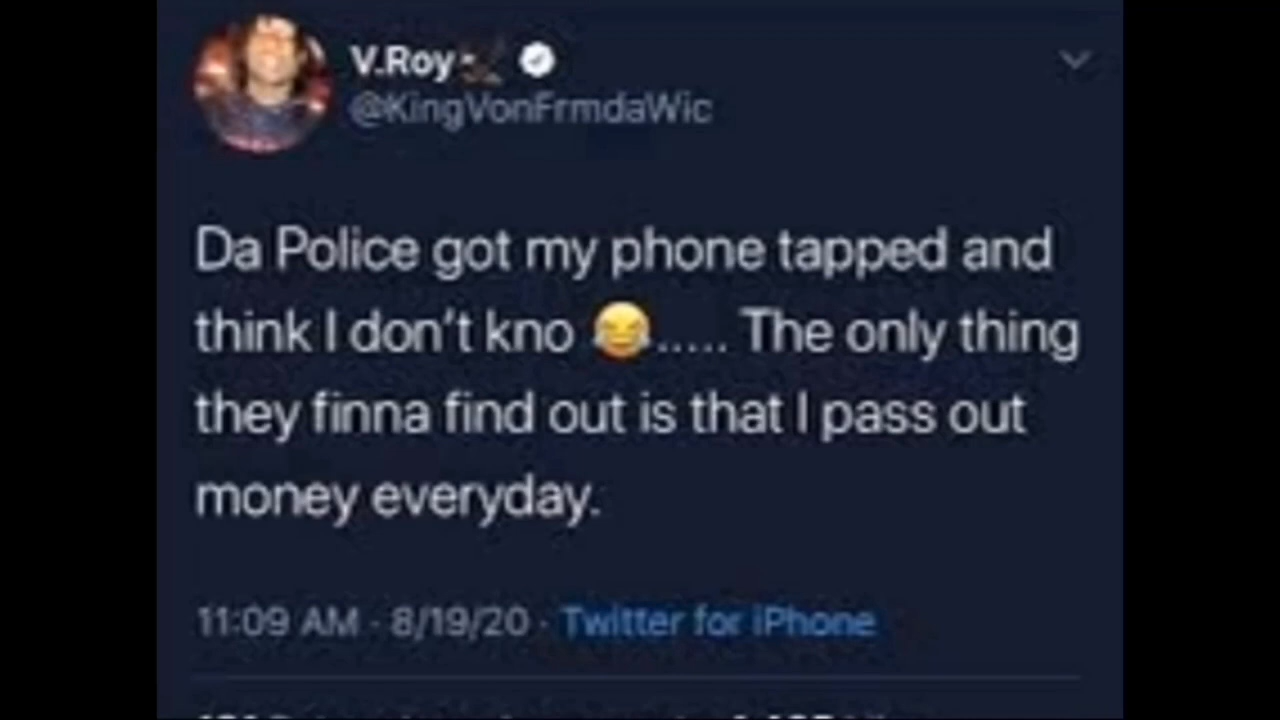 V.Roy
@KingVonFrmdaWic
Da Police got my phone tapped and
think I don't kno 😂..... The only thing
they finna find out is that I pass out
money everyday.
11:09 AM · 8/19/20 · Twitter for iPhone